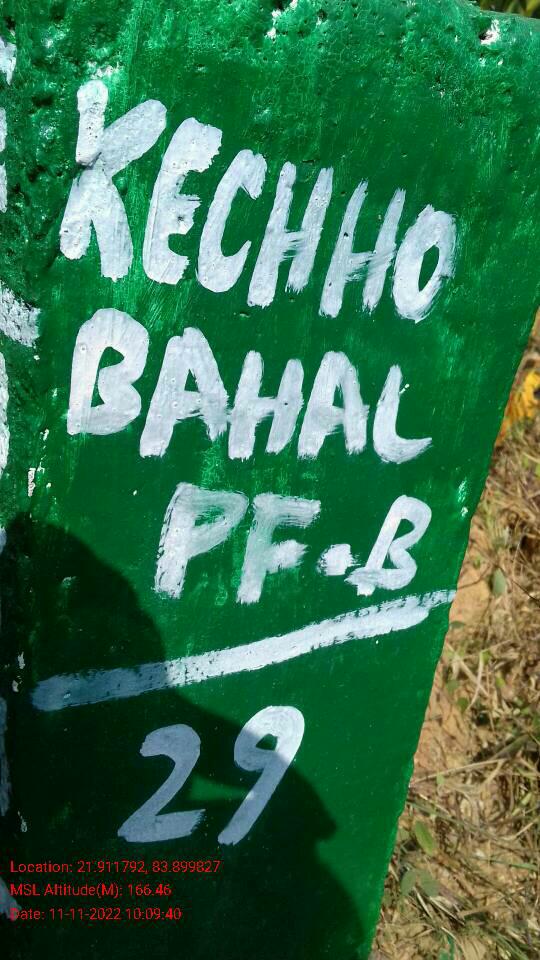 KECHHO
BAHAL
PF.B
29
Location: 21.911792, 83.899827
MSL Altitude(M): 166.46
Date: 11-11-2022 10:09:40